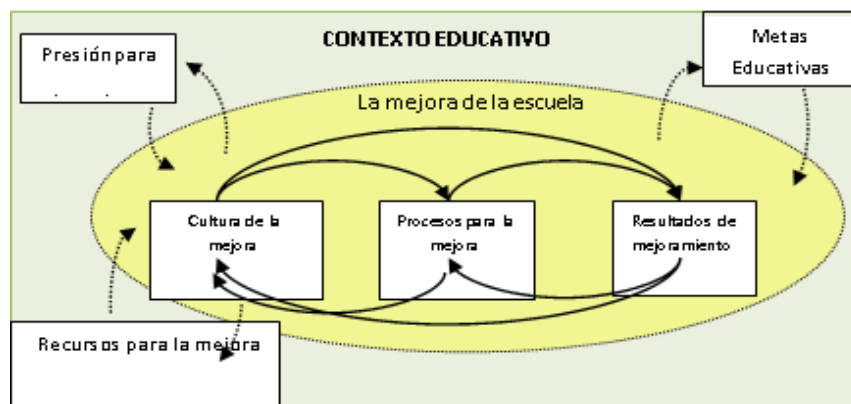 CONTEXTO EDUCATIVO
Presión para
Metas
Educativas
La mejora de la escuela
Cultura de la
mejora
Procesos para la
mejora
Resultados de
mejoramiento
Recursos para la mejora